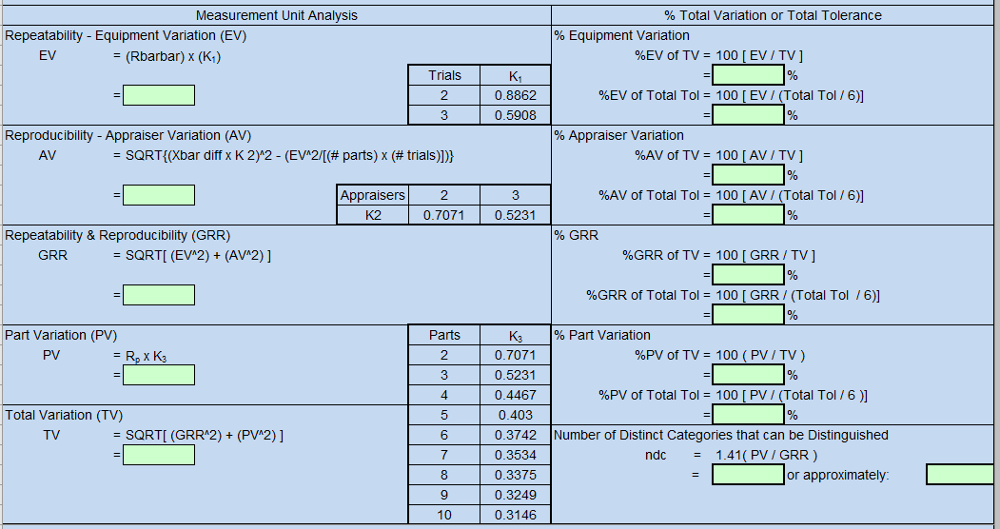 Measurement Unit Analysis
% Total Variation or Total Tolerance
Repeatability - Equipment Variation (EV)
EV = (Rbarbar) x (K1)
Trials K1
= 2 0.8862
3 0.5908
% Equipment Variation
%EV of TV = 100 [ EV / TV ]
= %
%EV of Total Tol = 100 [ EV / (Total Tol / 6)]
= %
Reproducibility - Appraiser Variation (AV)
AV = SQRT{(Xbar diff x K 2)^2 - (EV^2/[(# parts) x (# trials)])}
= Appraisers 2 3
K2 0.7071 0.5231
% Appraiser Variation
%AV of TV = 100 [ AV / TV ]
= %
%AV of Total Tol = 100 [ AV / (Total Tol / 6)]
= %
Repeatability & Reproducibility (GRR)
GRR = SQRT[ (EV^2) + (AV^2) ]
=
% GRR
%GRR of TV = 100 [ GRR / TV ]
= %
%GRR of Total Tol = 100 [ GRR / (Total Tol / 6)]
= %
Part Variation (PV)
PV = Rp x K3
=
Total Variation (TV)
TV = SQRT[ (GRR^2) + (PV^2) ]
=
Parts K3
2 0.7071
3 0.5231
4 0.4467
5 0.403
6 0.3742
7 0.3534
8 0.3375
9 0.3249
10 0.3146
% Part Variation
%PV of TV = 100 ( PV / TV )
= %
%PV of Total Tol = 100 [ PV / (Total Tol / 6 )]
= %
Number of Distinct Categories that can be Distinguished
ndc = 1.41( PV / GRR )
= or approximately: